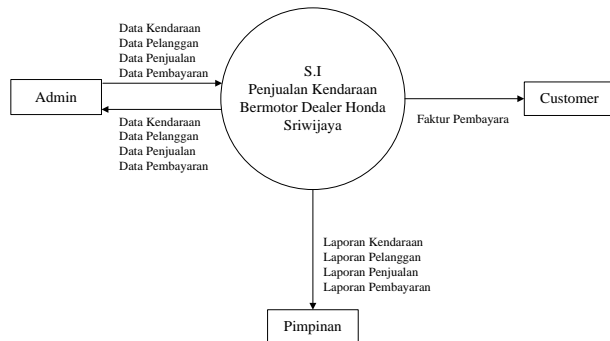 Data Kendaraan
Data Pelanggan
Data Penjualan
Data Pembayaran
S.I
Penjualan Kendaraan
Bermotor Dealer Honda
Sriwijaya
Admin
Customer
Faktur Pembayara
Data Kendaraan
Data Pelanggan
Data Penjualan
Data Pembayaran
Laporan Kendaraan
Laporan Pelanggan
Laporan Penjualan
Laporan Pembayaran
Pimpinan